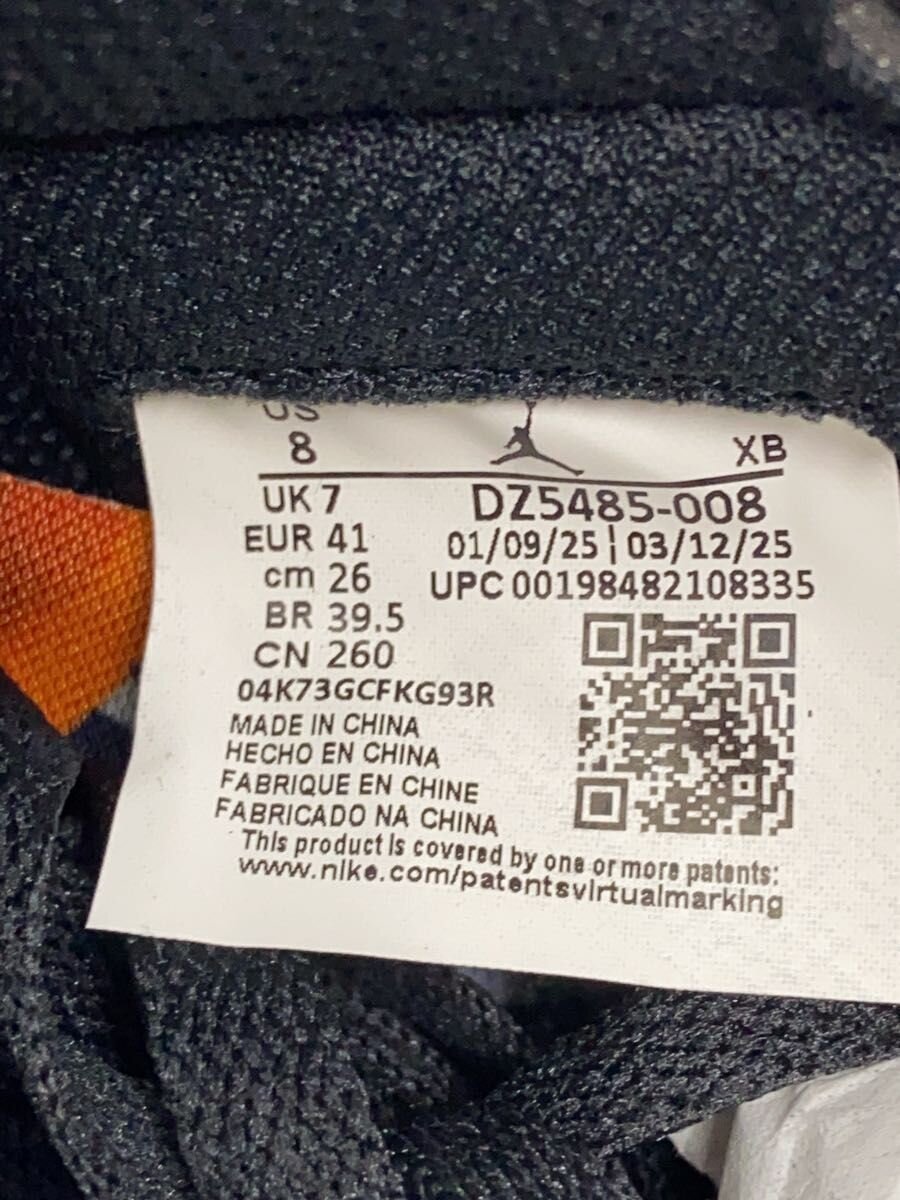 US
8
XB
UK 7
DZ5485-008
EUR 41
01/09/25 | 03/12/25
cm 26
UPC 00198482108335
BR 39.5
CN 260
04K73GCFKG93R
MADE IN CHINA
HECHO EN CHINA
FABRIQUE EN CHINE
FABRICADO NA CHINA
This product is covered by one or more patents:
www.nike.com/patentsvirtualmarking